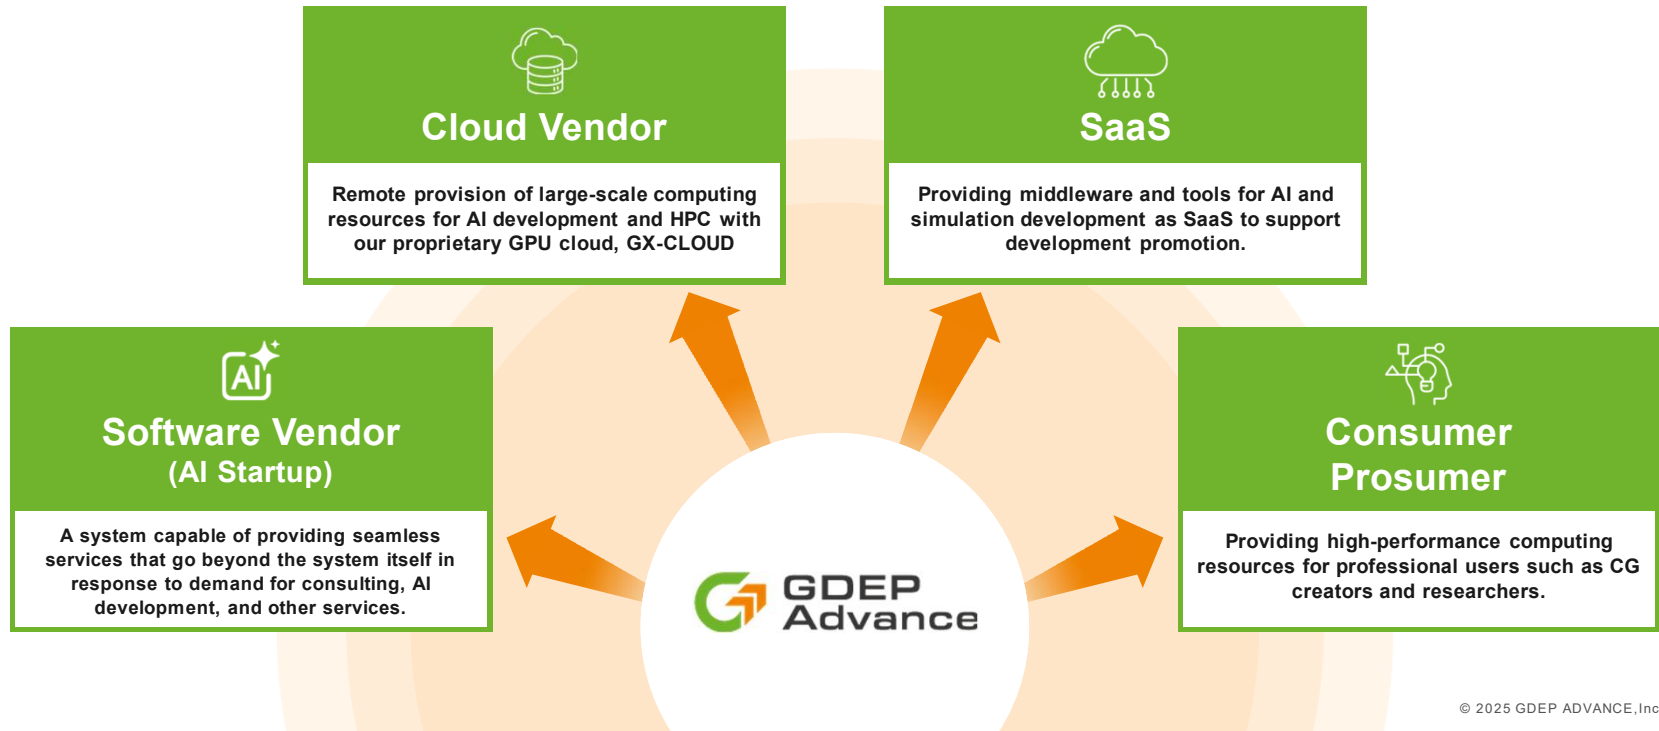 Cloud Vendor
Remote provision of large-scale computing
resources for AI development and HPC with
our proprietary GPU cloud, GX-CLOUD
SaaS
Providing middleware and tools for AI and
simulation development as SaaS to support
development promotion.
AI
Software Vendor
(AI Startup)
A system capable of providing seamless
services that go beyond the system itself in
response to demand for consulting, AI
development, and other services.
Consumer
Prosumer
Providing high-performance computing
resources for professional users such as CG
creators and researchers.
GDEP
Advance
© 2025 GDEP ADVANCE,Inc